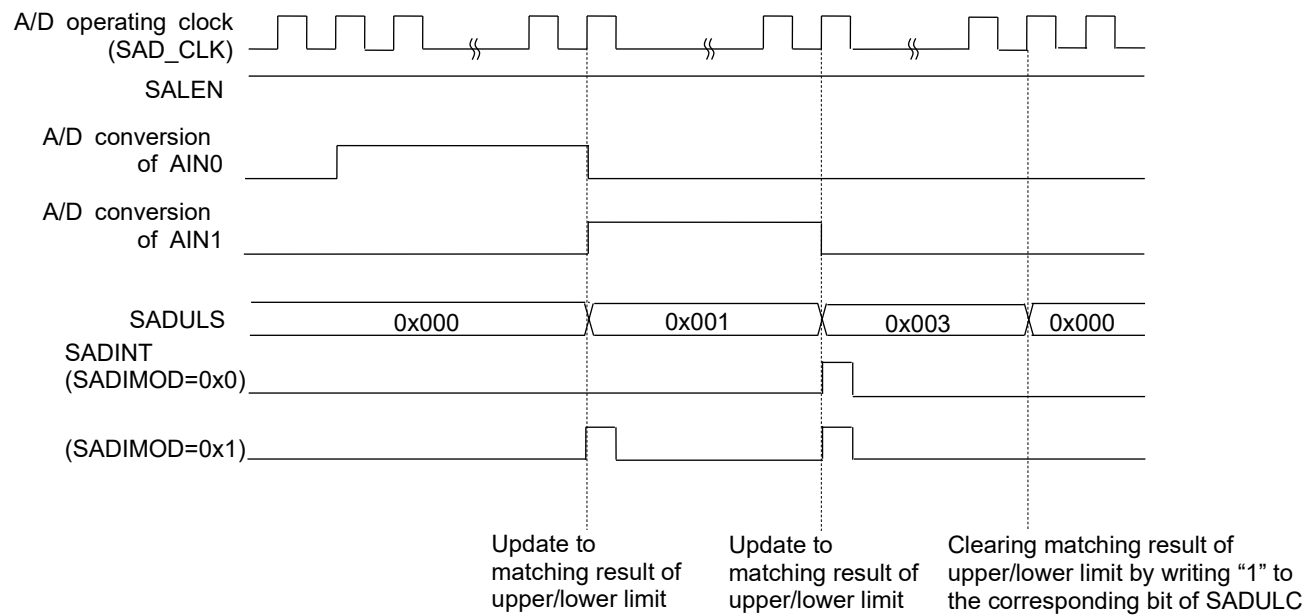 A/D operating clock
(SAD_CLK)
SALEN
A/D conversion
of AIN0
A/D conversion
of AIN1
SADULS
0x000
0x001
0x003
0x000
SADINT
(SADIMOD=0x0)
(SADIMOD=0x1)
Update to
matching result of
upper/lower limit
Update to
matching result of
upper/lower limit
Clearing matching result of
upper/lower limit by writing “1” to
the corresponding bit of SADULC